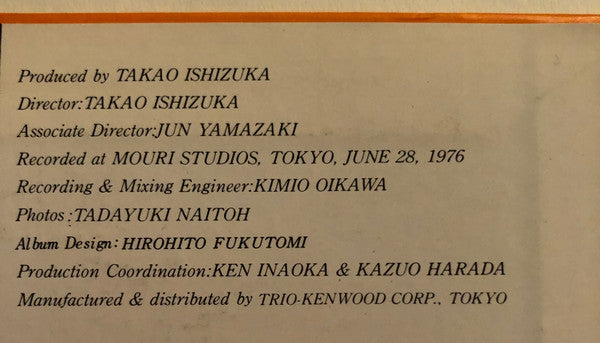 Produced by TAKAO ISHIZUKA
Director:TAKAO ISHIZUKA
Associate Director:JUN YAMAZAKI
Recorded at MOURI STUDIOS, TOKYO, JUNE 28, 1976
Recording & Mixing Engineer:KIMIO OIKAWA
Photos:TADAYUKI NAITOH
Album Design: HIROHITO FUKUTOMI
Production Coordination:KEN INAOKA & KAZUO HARADA
Manufactured & distributed by TRIO-KENWOOD CORP., TOKYO